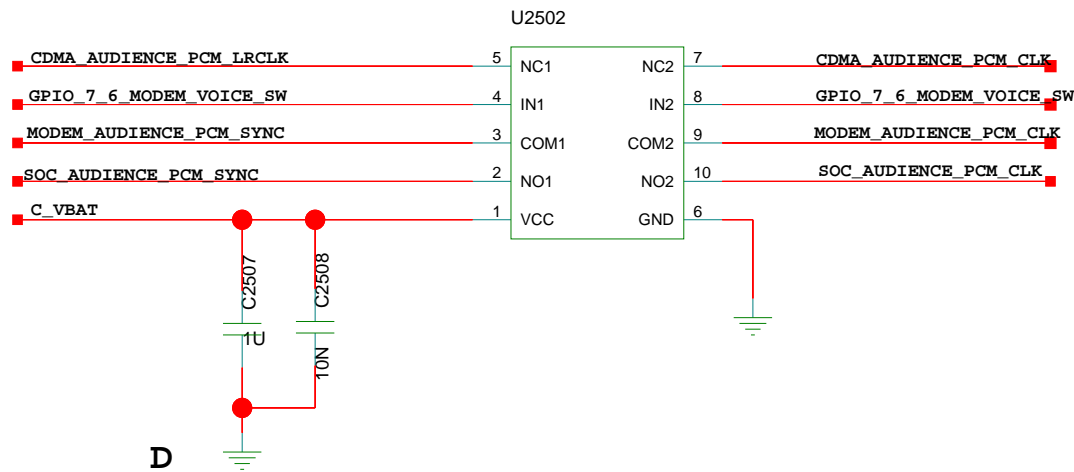 U2502
CDMA_AUDIENCE_PCM_LRCLK 5 NC1 NC2 7 CDMA_AUDIENCE_PCM_CLK
GPIO_7_6_MODEM_VOICE_SW 4 IN1 IN2 8 GPIO_7_6_MODEM_VOICE_SW
MODEM_AUDIENCE_PCM_SYNC 3 COM1 COM2 9 MODEM_AUDIENCE_PCM_CLK
SOC_AUDIENCE_PCM_SYNC 2 NO1 NO2 10 SOC_AUDIENCE_PCM_CLK
C_VBAT 1 VCC GND 6
C2507
C2508
1U
10N
D